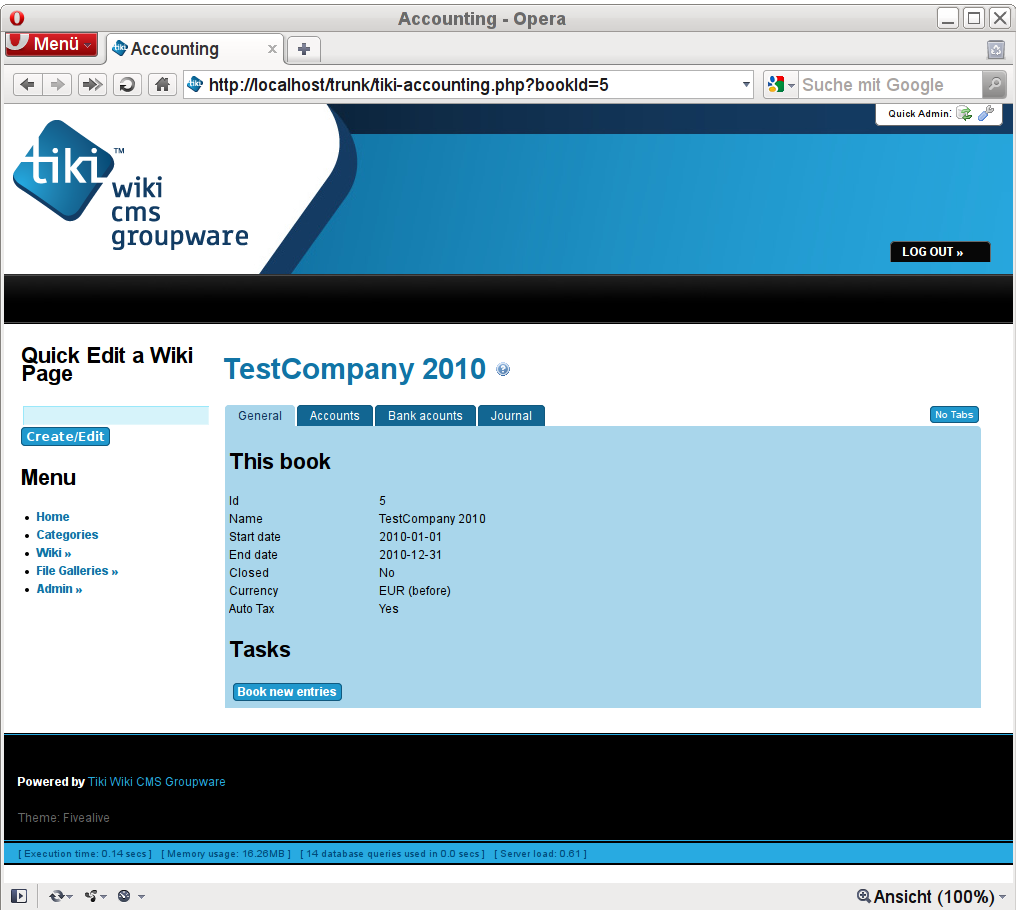 Accounting - Opera
Menü
Accounting
http://localhost/trunk/tiki-accounting.php?bookId=5
Suche mit Google
Quick Admin:
tiki™
wiki
cms
groupware
LOG OUT »
Quick Edit a Wiki
Page
Create/Edit
Menu
Home
Categories
Wiki »
File Galleries »
Admin »
TestCompany 2010
General Accounts Bank acounts Journal No Tabs
This book
Id 5
Name TestCompany 2010
Start date 2010-01-01
End date 2010-12-31
Closed No
Currency EUR (before)
Auto Tax Yes
Tasks
Book new entries
Powered by Tiki Wiki CMS Groupware
Theme: Fivealive
[ Execution time: 0.14 secs ] [ Memory usage: 16.26MB ] [ 14 database queries used in 0.0 secs ] [ Server load: 0.61 ]
Ansicht (100%)